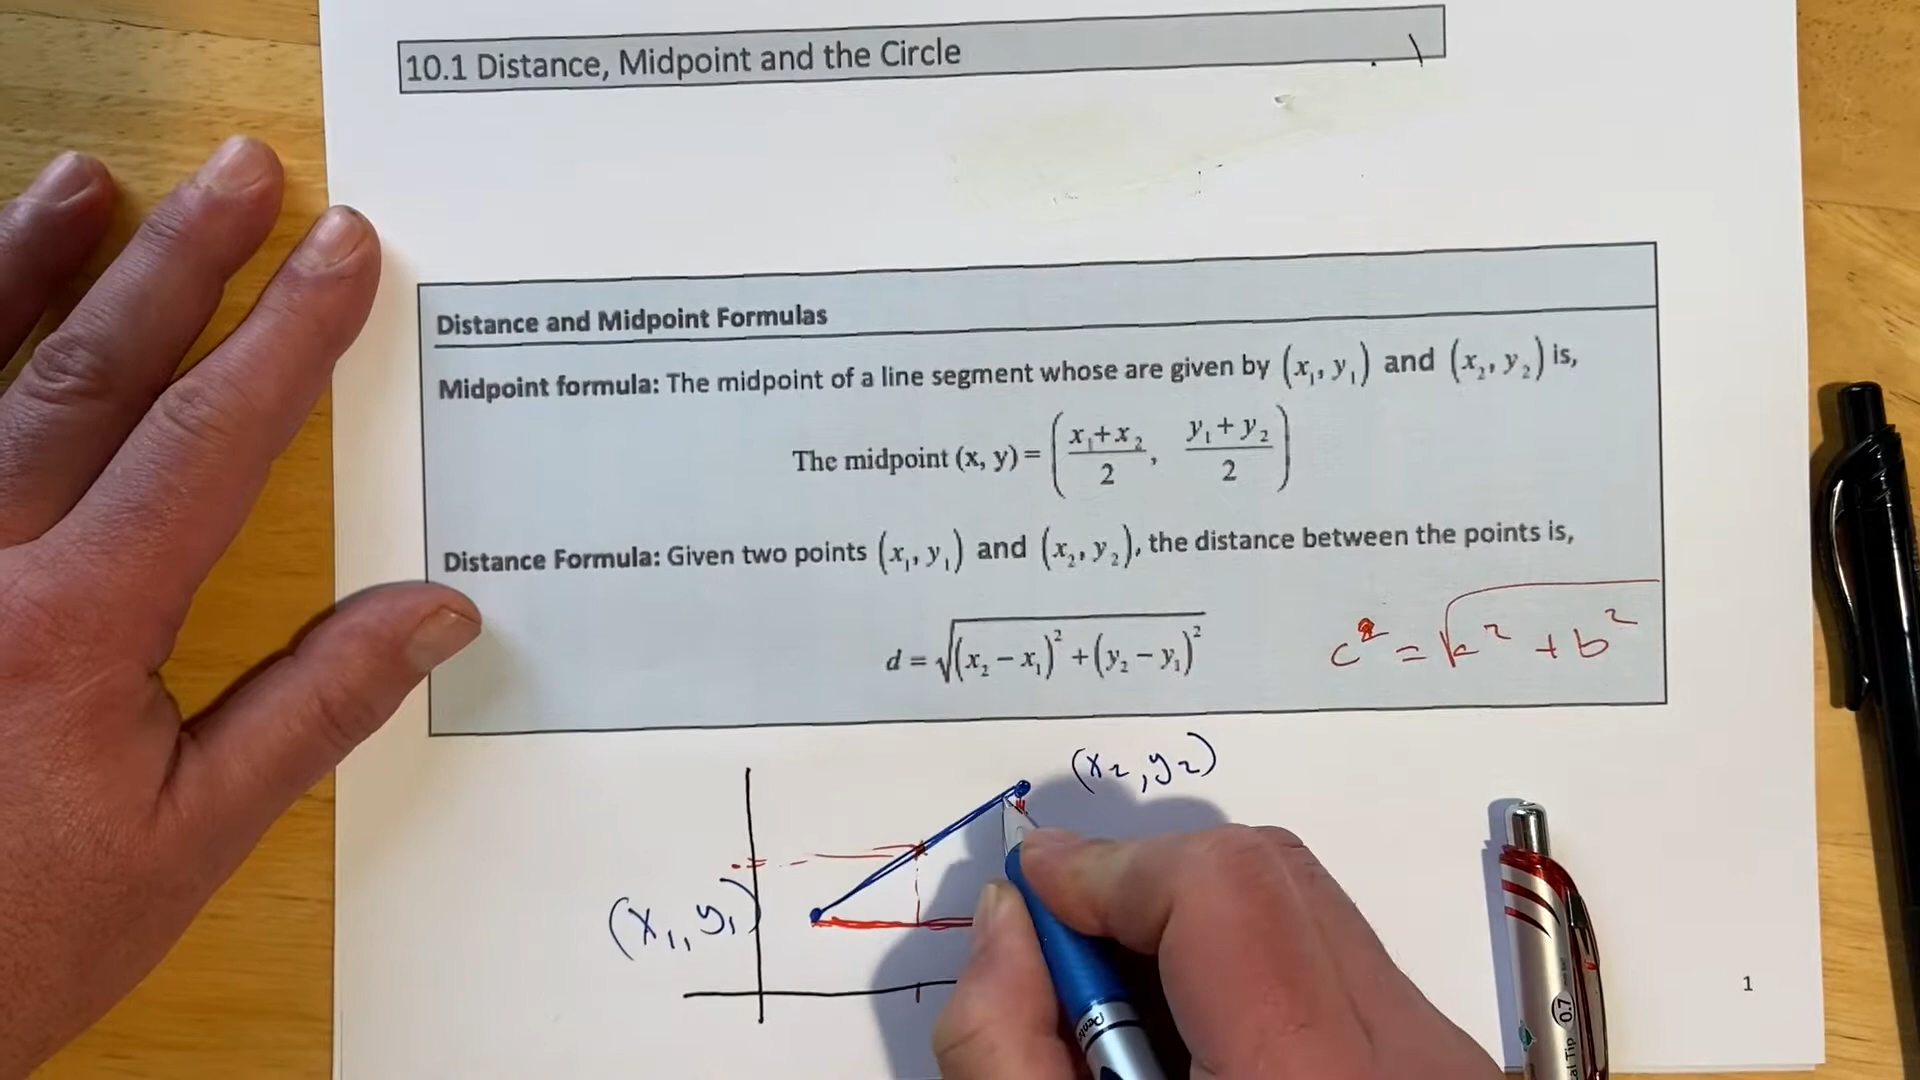 10.1 Distance, Midpoint and the Circle
Distance and Midpoint Formulas
Midpoint formula: The midpoint of a line segment whose are given by (x₁, y₁) and (x₂, y₂) is,
The midpoint (x, y) = ( (x₁+x₂)/2, (y₁+y₂)/2 )
Distance Formula: Given two points (x₁, y₁) and (x₂, y₂), the distance between the points is,
d = √((x₂ − x₁)² + (y₂ − y₁)²)
(x₂, y₂)
(x₁, y₁)
1
0.7